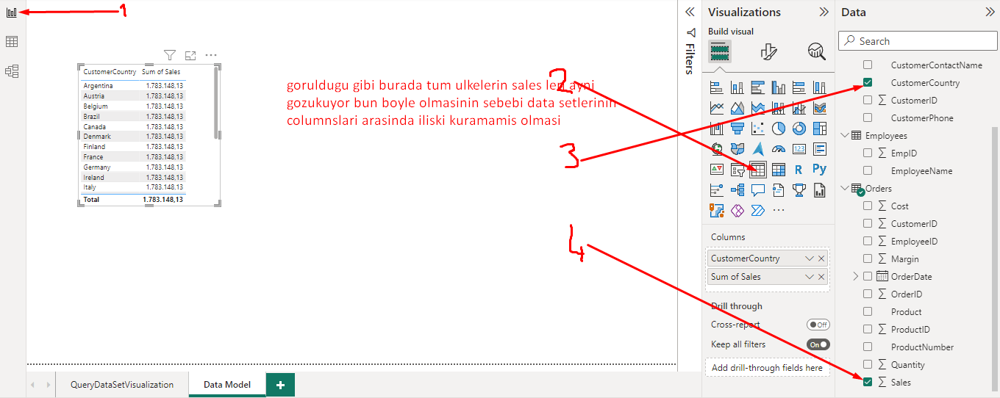 1
Visualizations
Data
Build visual
Search
Filters
CustomerContactName
CustomerCountry
CustomerID
CustomerPhone
Employees
EmpID
EmployeeName
Orders
Cost
CustomerID
EmployeeID
Margin
OrderDate
OrderID
Product
ProductID
ProductNumber
Quantity
Sales
CustomerCountry Sum of Sales
Argentina 1.783.148,13
Austria 1.783.148,13
Belgium 1.783.148,13
Brazil 1.783.148,13
Canada 1.783.148,13
Denmark 1.783.148,13
Finland 1.783.148,13
France 1.783.148,13
Germany 1.783.148,13
Ireland 1.783.148,13
Italy 1.783.148,13
Total 1.783.148,13
goruldugu gibi burada tum ulkelerin sales leri ayni
gozukuyor bun boyle olmasinin sebebi data setlerinin
columnslari arasinda iliski kuramamis olmasi
2
3
4
123
R
Py
Columns
CustomerCountry
Sum of Sales
Drill through
Cross-report Off
Keep all filters On
Add drill-through fields here
QueryDataSetVisualization
Data Model